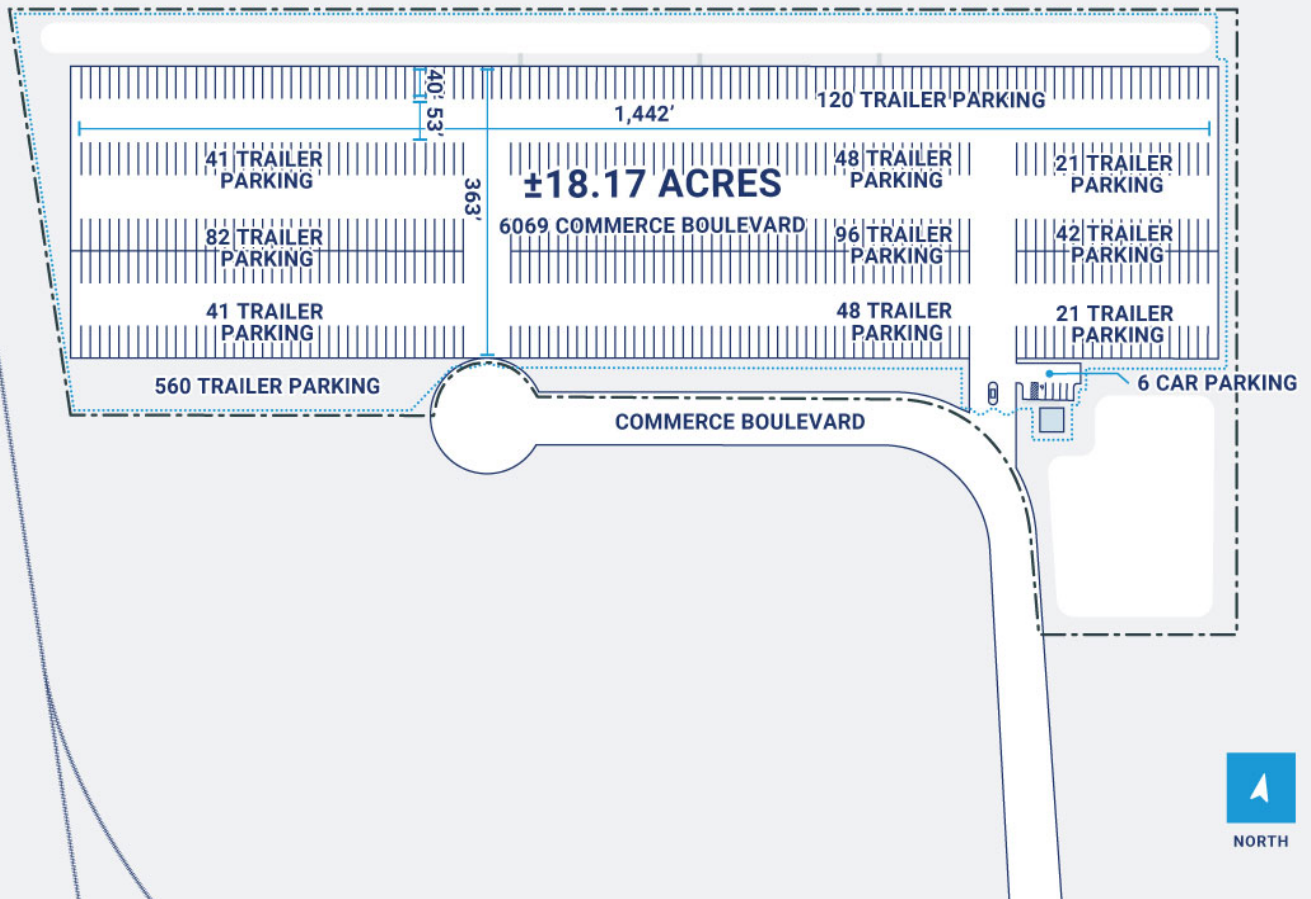 40'
53'
120 TRAILER PARKING
1,442'
41 TRAILER
PARKING
363'
±18.17 ACRES
6069 COMMERCE BOULEVARD
48 TRAILER
PARKING
21 TRAILER
PARKING
82 TRAILER
PARKING
96 TRAILER
PARKING
42 TRAILER
PARKING
41 TRAILER
PARKING
48 TRAILER
PARKING
21 TRAILER
PARKING
560 TRAILER PARKING
6 CAR PARKING
COMMERCE BOULEVARD
NORTH